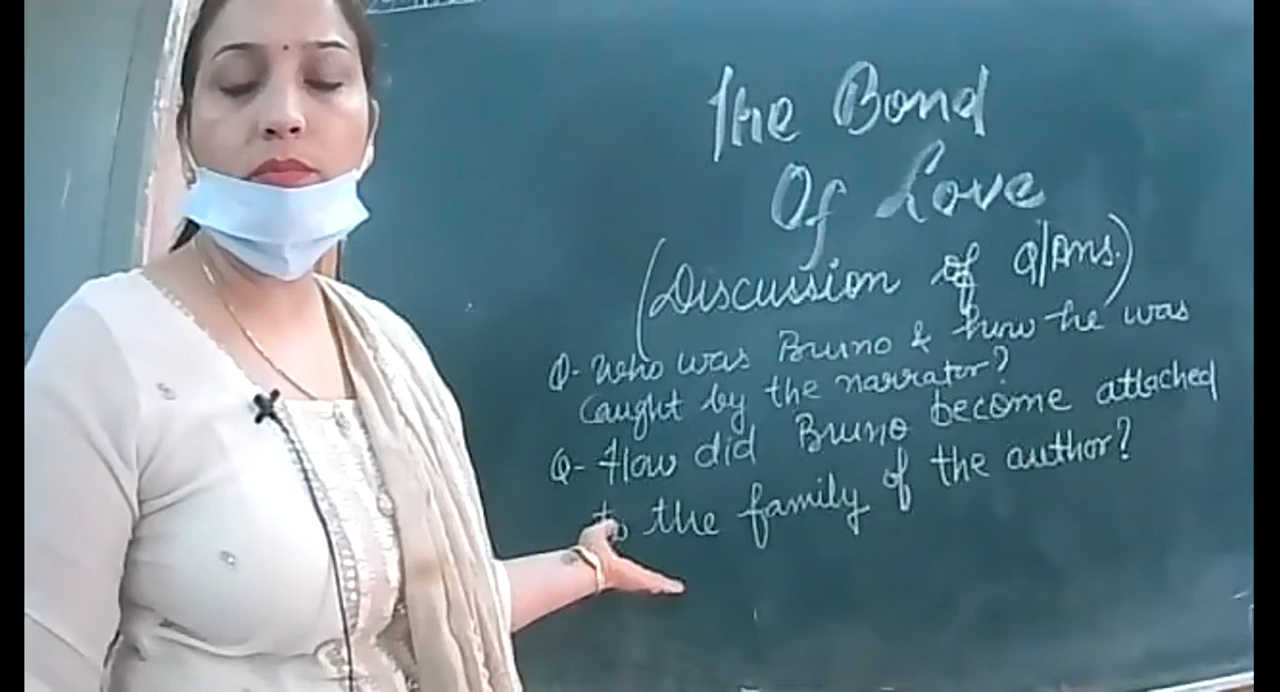 The Bond
Of Love
(Discussion of Q/Ans.)
Q- Who was Bruno & how he was
Caught by the narrator?
Q- How did Bruno become attached
to the family of the author?